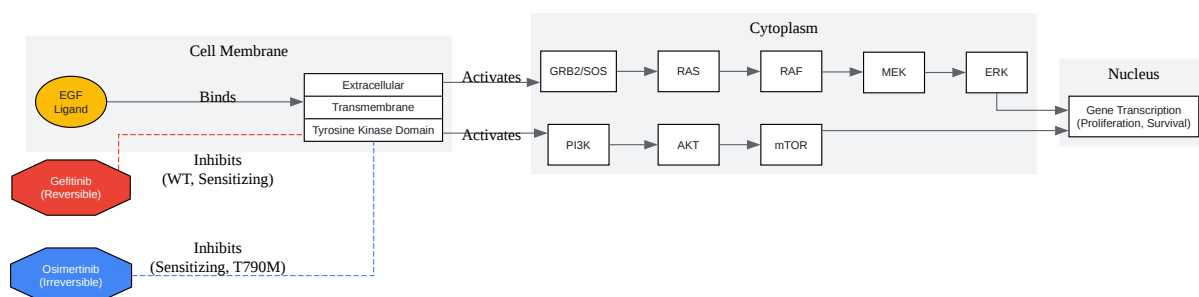 Cell Membrane
EGF
Ligand
Binds
Extracellular
Transmembrane
Tyrosine Kinase Domain
Gefitinib
(Reversible)
Inhibits
(WT, Sensitizing)
Osimertinib
(Irreversible)
Inhibits
(Sensitizing, T790M)
Activates
Activates
Cytoplasm
GRB2/SOS
RAS
RAF
MEK
ERK
PI3K
AKT
mTOR
Nucleus
Gene Transcription
(Proliferation, Survival)